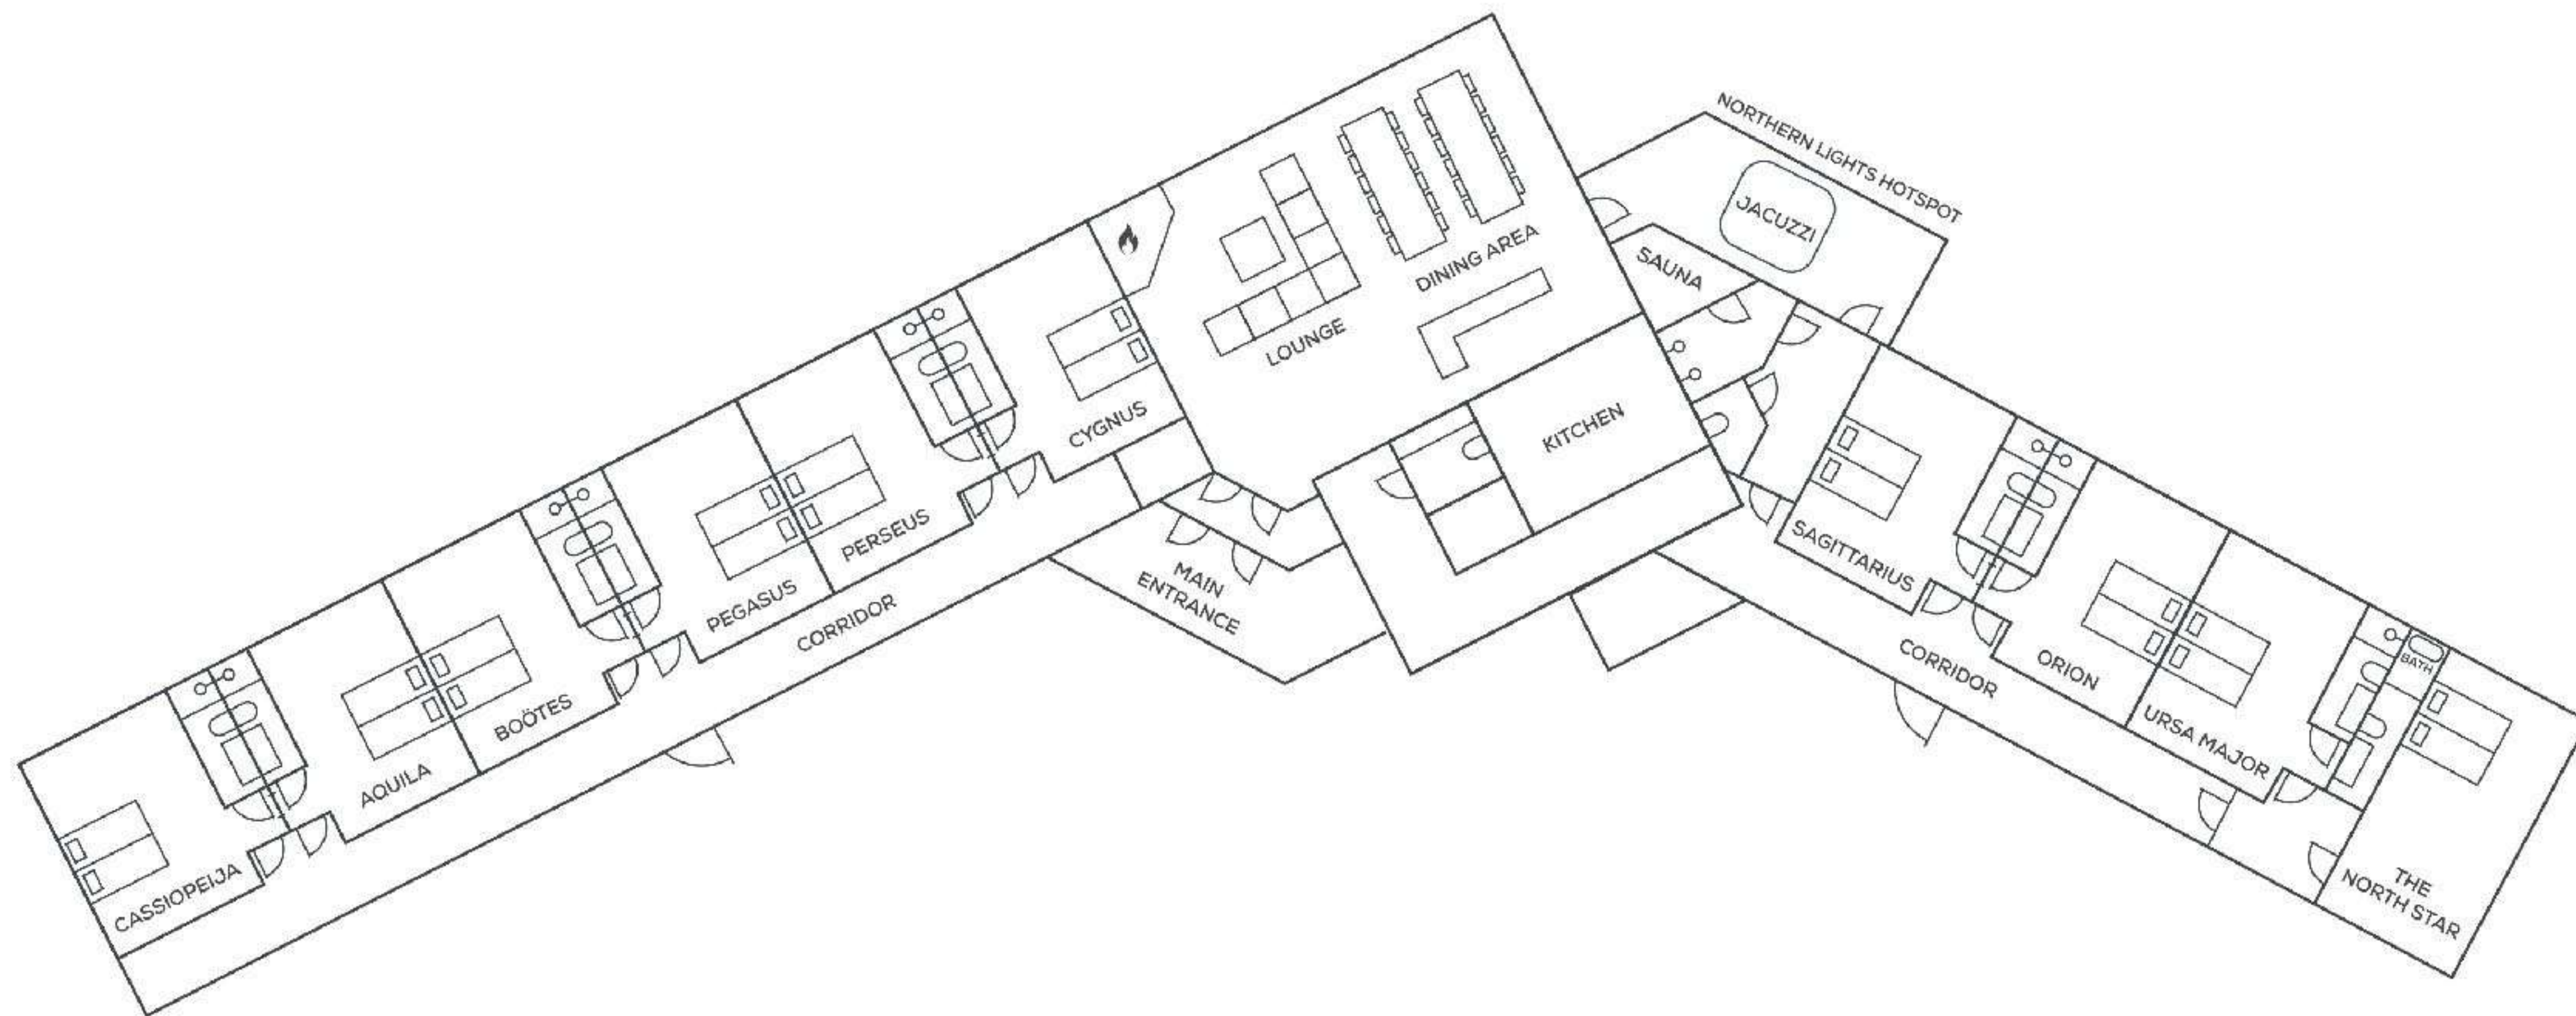 NORTHERN LIGHTS HOTSPOT
JACUZZI
SAUNA
DINING AREA
LOUNGE
KITCHEN
CYGNUS
PERSEUS
PEGASUS
BOÖTES
AQUILA
CASSIOPEIJA
CORRIDOR
MAIN
ENTRANCE
SAGITTARIUS
CORRIDOR
ORION
URSA MAJOR
BATH
THE
NORTH STAR